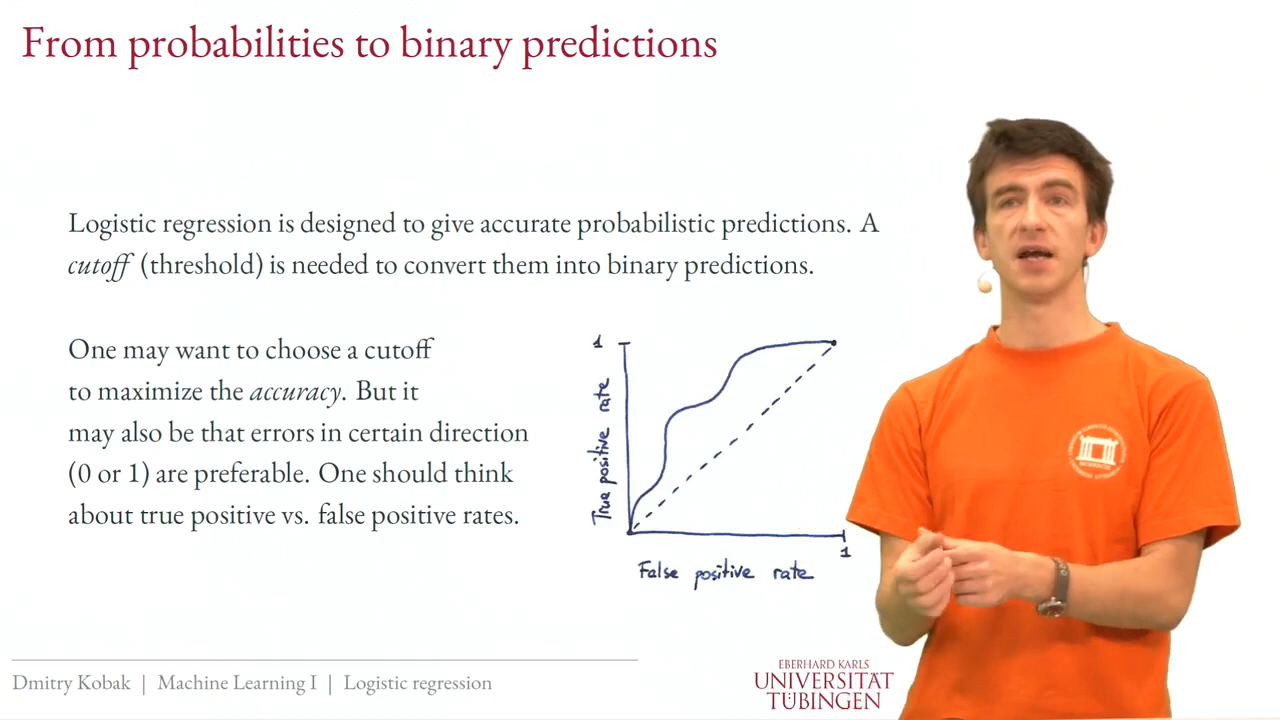 From probabilities to binary predictions
Logistic regression is designed to give accurate probabilistic predictions. A
cutoff (threshold) is needed to convert them into binary predictions.
One may want to choose a cutoff
to maximize the accuracy. But it
may also be that errors in certain direction
(0 or 1) are preferable. One should think
about true positive vs. false positive rates.
1
True positive rate
1
False positive rate
Dmitry Kobak | Machine Learning I | Logistic regression
EBERHARD KARLS
UNIVERSITÄT
TÜBINGEN